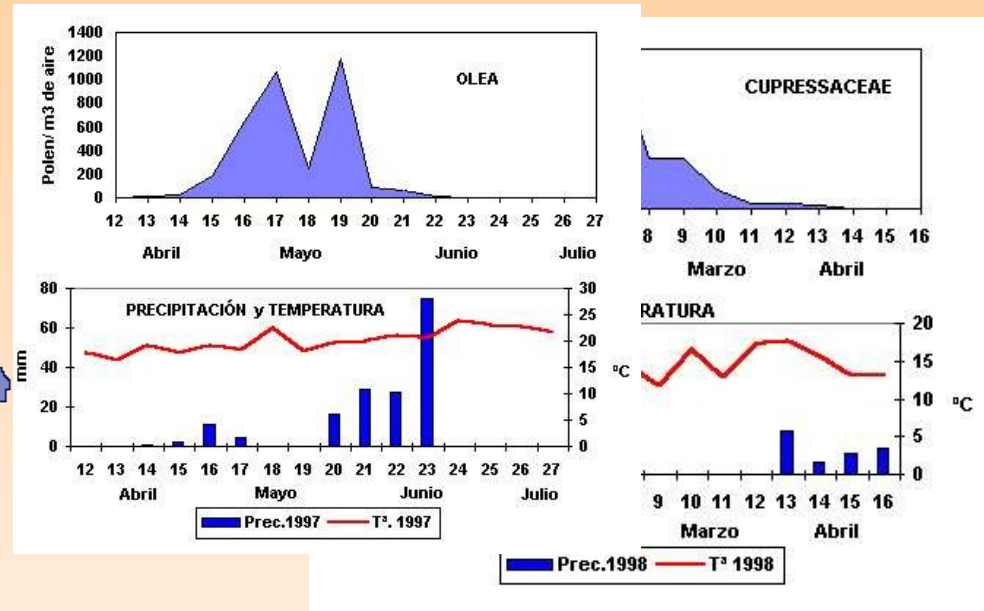 1400
1200
1000
800
600
400
200
0
Polen/ m3 de aire
OLEA
12 13 14 15 16 17 18 19 20 21 22 23 24 25 26 27
Abril Mayo Junio Julio
80
60
40
20
0
mm
PRECIPITACIÓN y TEMPERATURA
30
25
20
15
10
5
0
ºC
12 13 14 15 16 17 18 19 20 21 22 23 24 25 26 27
Abril Mayo Junio Julio
Prec.1997 Tª. 1997
CUPRESSACEAE
8 9 10 11 12 13 14 15 16
Marzo Abril
RATURA
20
15
10
5
0
ºC
9 10 11 12 13 14 15 16
Marzo Abril
Prec.1998 Tª 1998